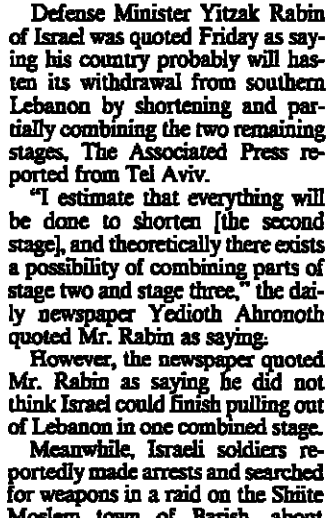 Defense Minister Yitzak Rabin
of Israel was quoted Friday as say-
ing his country probably will has-
ten its withdrawal from southern
Lebanon by shortening and par-
tially combining the two remaining
stages, The Associated Press re-
ported from Tel Aviv.
"I estimate that everything will
be done to shorten [the second
stage], and theoretically there exists
a possibility of combining parts of
stage two and stage three," the dai-
ly newspaper Yedioth Ahronoth
quoted Mr. Rabin as saying.
However, the newspaper quoted
Mr. Rabin as saying he did not
think Israel could finish pulling out
of Lebanon in one combined stage.
Meanwhile, Israeli soldiers re-
portedly made arrests and searched
for weapons in a raid on the Shiite
Moslem town of Barish, about